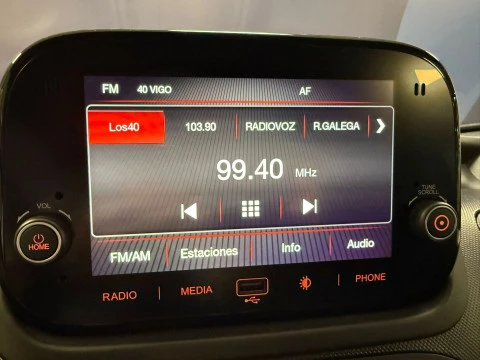 FM 40 VIGO AF
Los40 103.90 RADIOVOZ R.GALEGA
99.40 MHz
VOL
TUNE
SCROLL
HOME
FM/AM Estaciones Info Audio
RADIO MEDIA PHONE